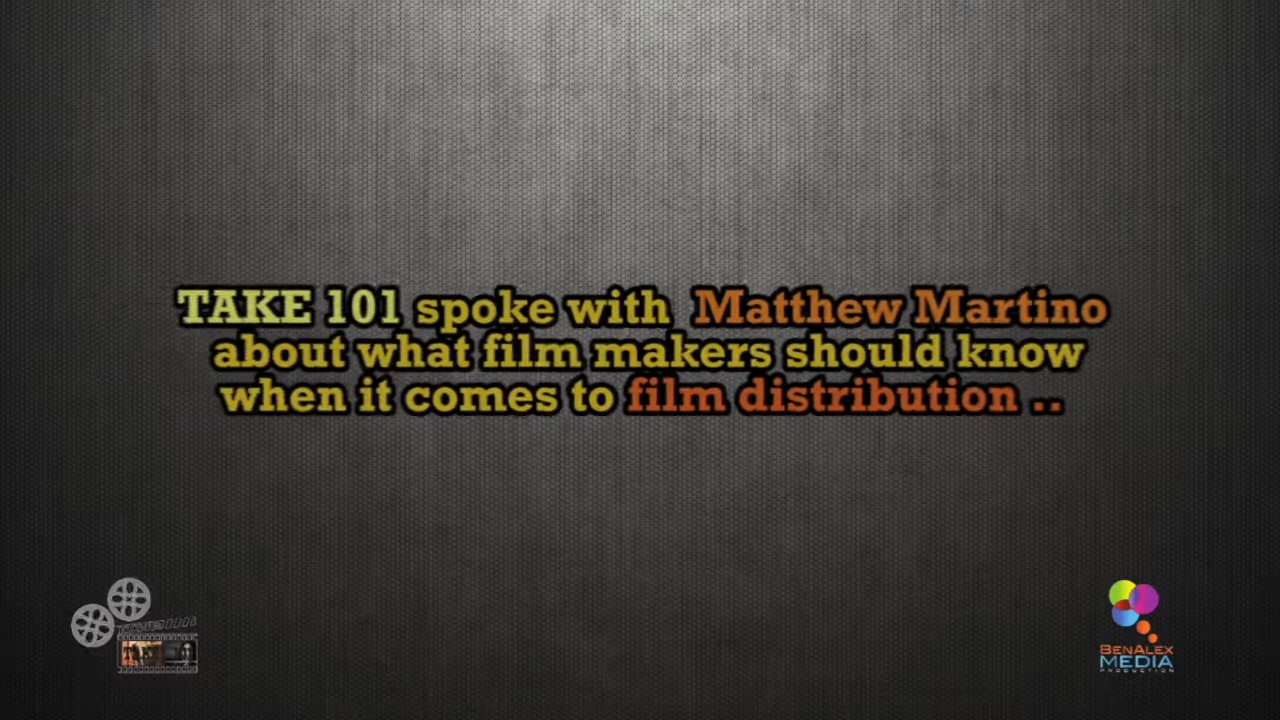 TAKE 101 spoke with Matthew Martino
about what film makers should know
when it comes to film distribution ..
BENALEX
MEDIA
PRODUCTION